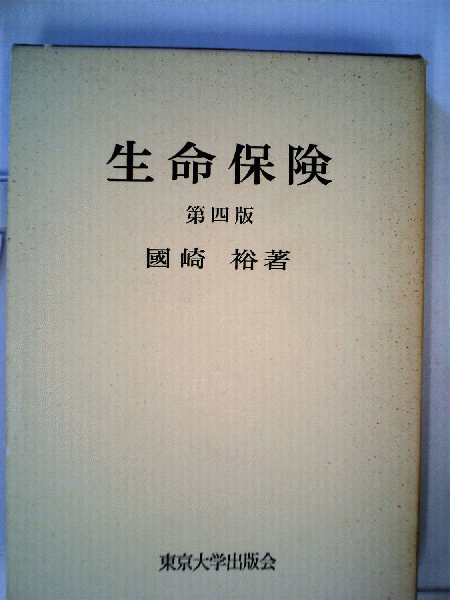 生命保険
第四版
國崎 裕著
東京大学出版会